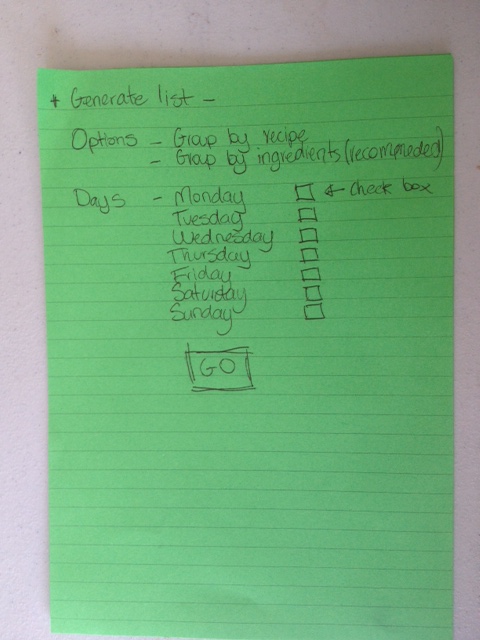 + Generate list -
Options - Group by recipe
- Group by ingredients (recomeneded)
Days - Monday ← Check box
Tuesday
Wednesday
Thursday
Friday
Saturday
Sunday
GO